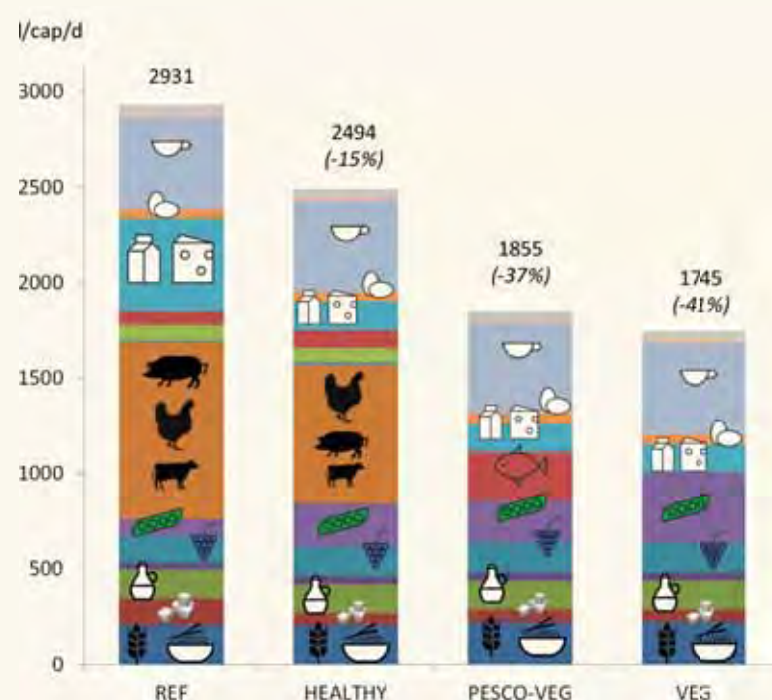 l/cap/d
3000
2500
2000
1500
1000
500
0
2931
2494
(-15%)
1855
(-37%)
1745
(-41%)
REF
HEALTHY
PESCO-VEG
VEG